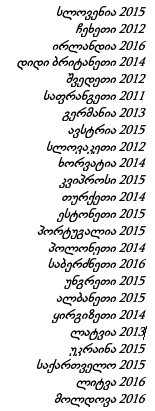 სლოვენია 2015
ჩეხეთი 2012
ირლანდია 2016
დიდი ბრიტანეთი 2014
შვედეთი 2012
საფრანგეთი 2011
გერმანია 2013
ავსტრია 2015
სლოვაკეთი 2012
ხორვატია 2014
კვიპროსი 2015
თურქეთი 2014
ესტონეთი 2015
პორტუგალია 2015
პოლონეთი 2014
საბერძნეთი 2016
უნგრეთი 2015
ალბანეთი 2015
ყირგიზეთი 2014
ლატვია 2013
უკრაინა 2015
საქართველო 2015
ლიტვა 2016
მოლდოვა 2016